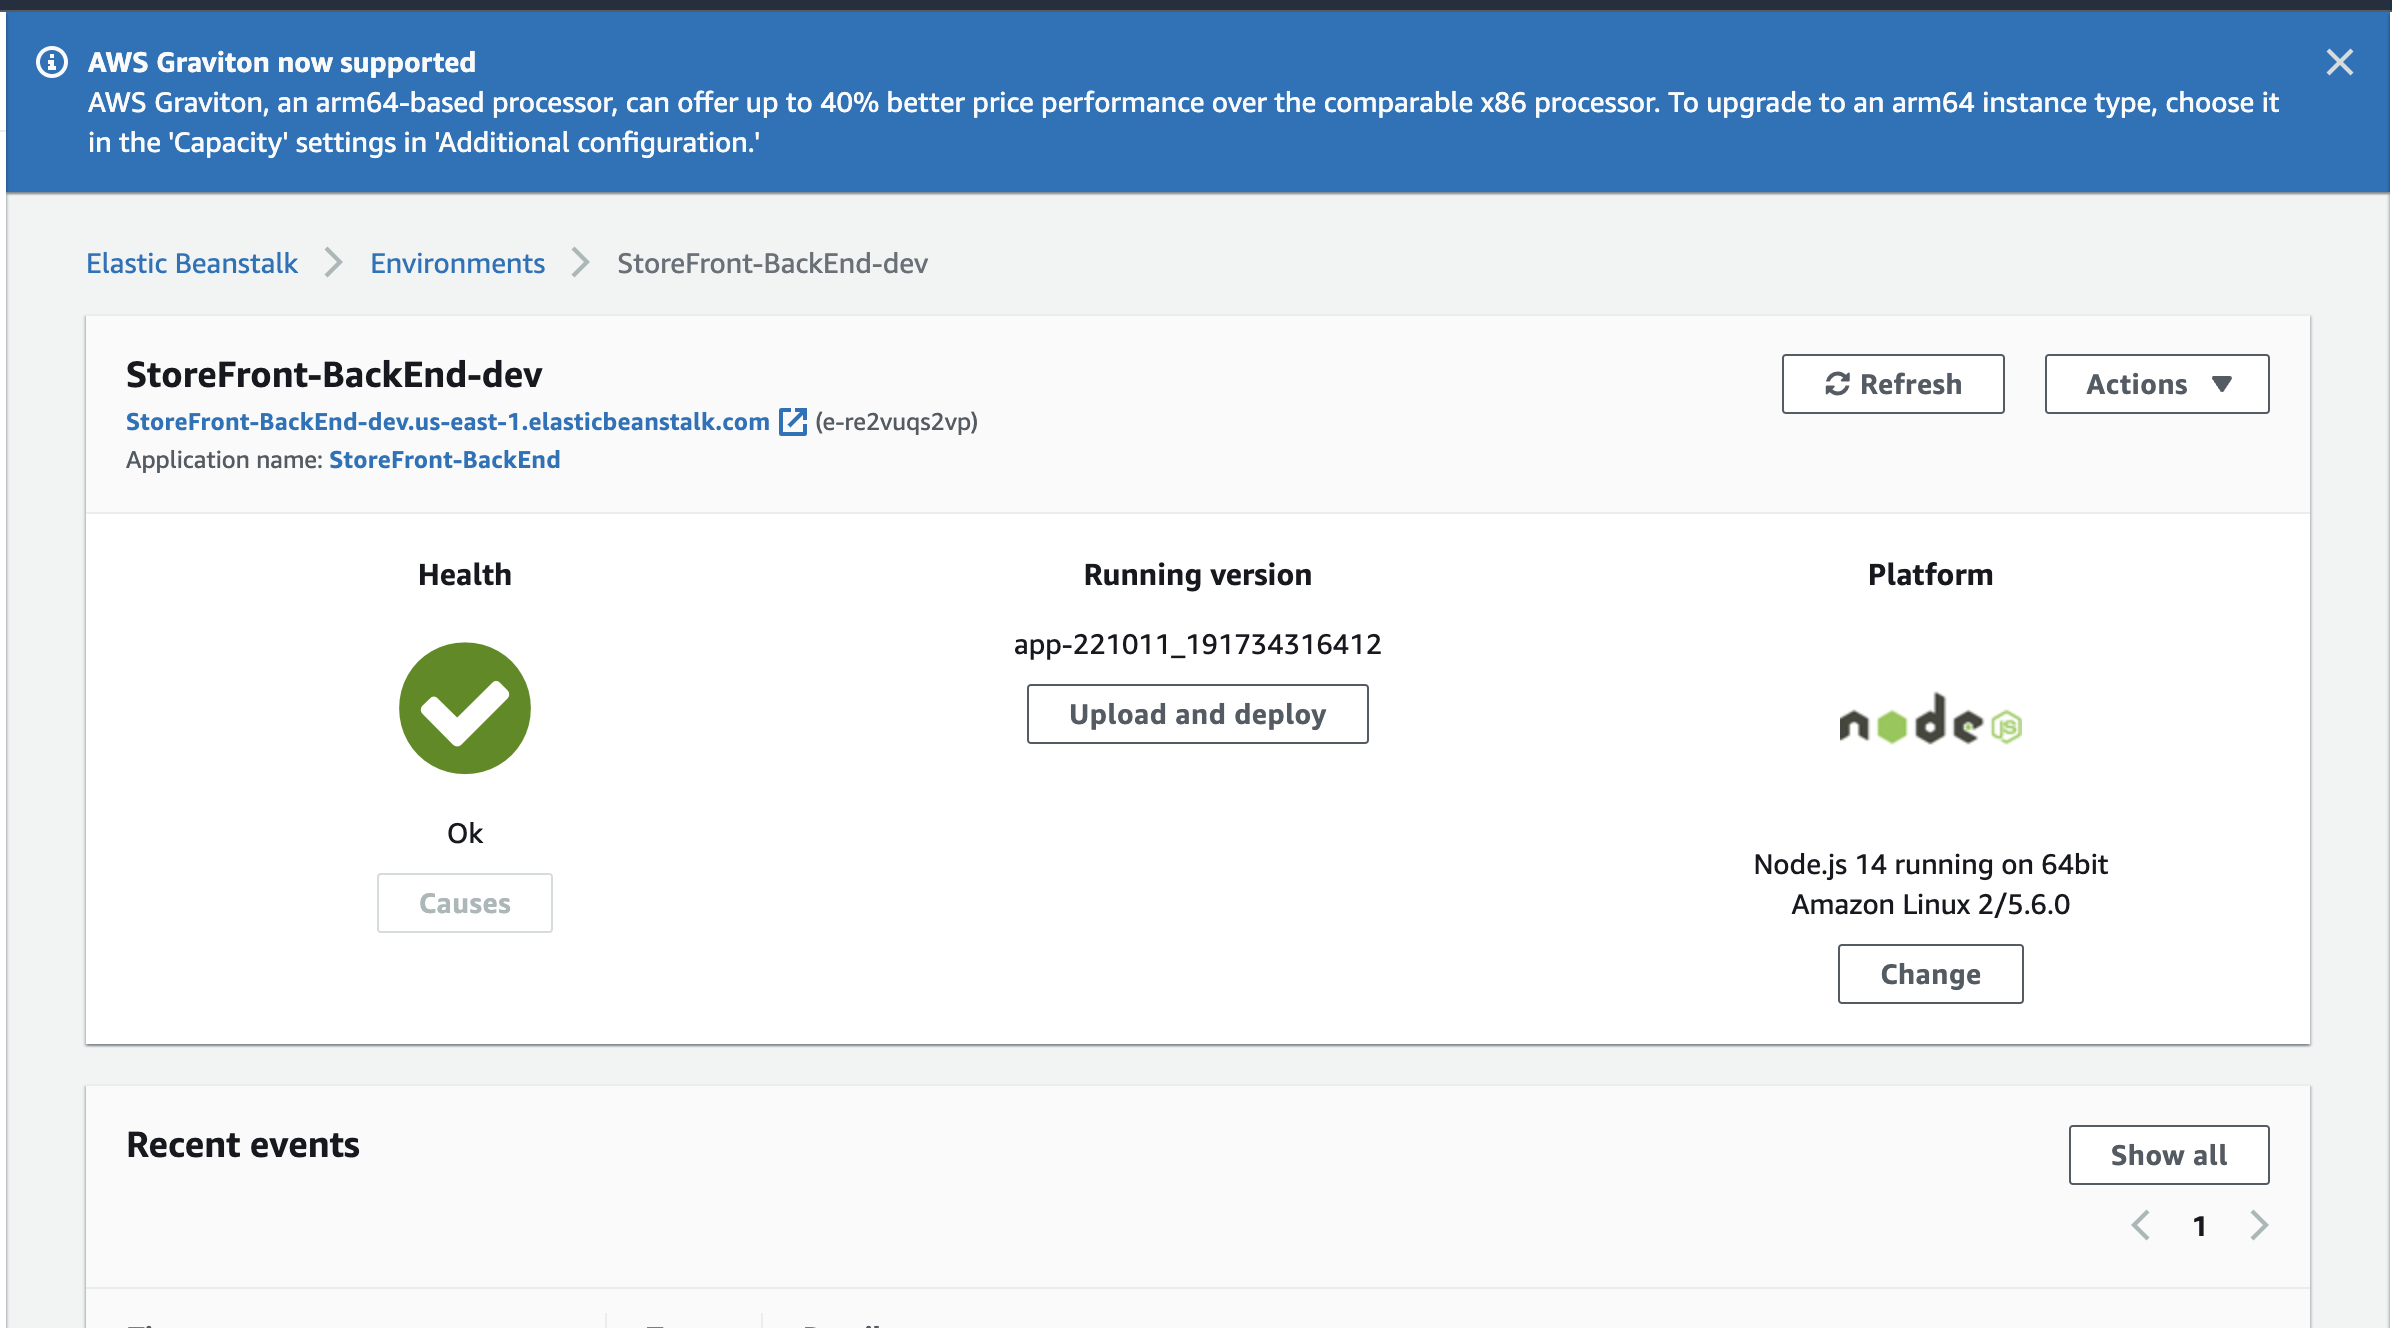 AWS Graviton now supported
AWS Graviton, an arm64-based processor, can offer up to 40% better price performance over the comparable x86 processor. To upgrade to an arm64 instance type, choose it
in the 'Capacity' settings in 'Additional configuration.'
Elastic Beanstalk > Environments > StoreFront-BackEnd-dev
StoreFront-BackEnd-dev
Refresh
Actions
StoreFront-BackEnd-dev.us-east-1.elasticbeanstalk.com (e-re2vuqs2vp)
Application name: StoreFront-BackEnd
Health
Ok
Causes
Running version
app-221011_191734316412
Upload and deploy
Platform
node JS
Node.js 14 running on 64bit
Amazon Linux 2/5.6.0
Change
Recent events
Show all
1